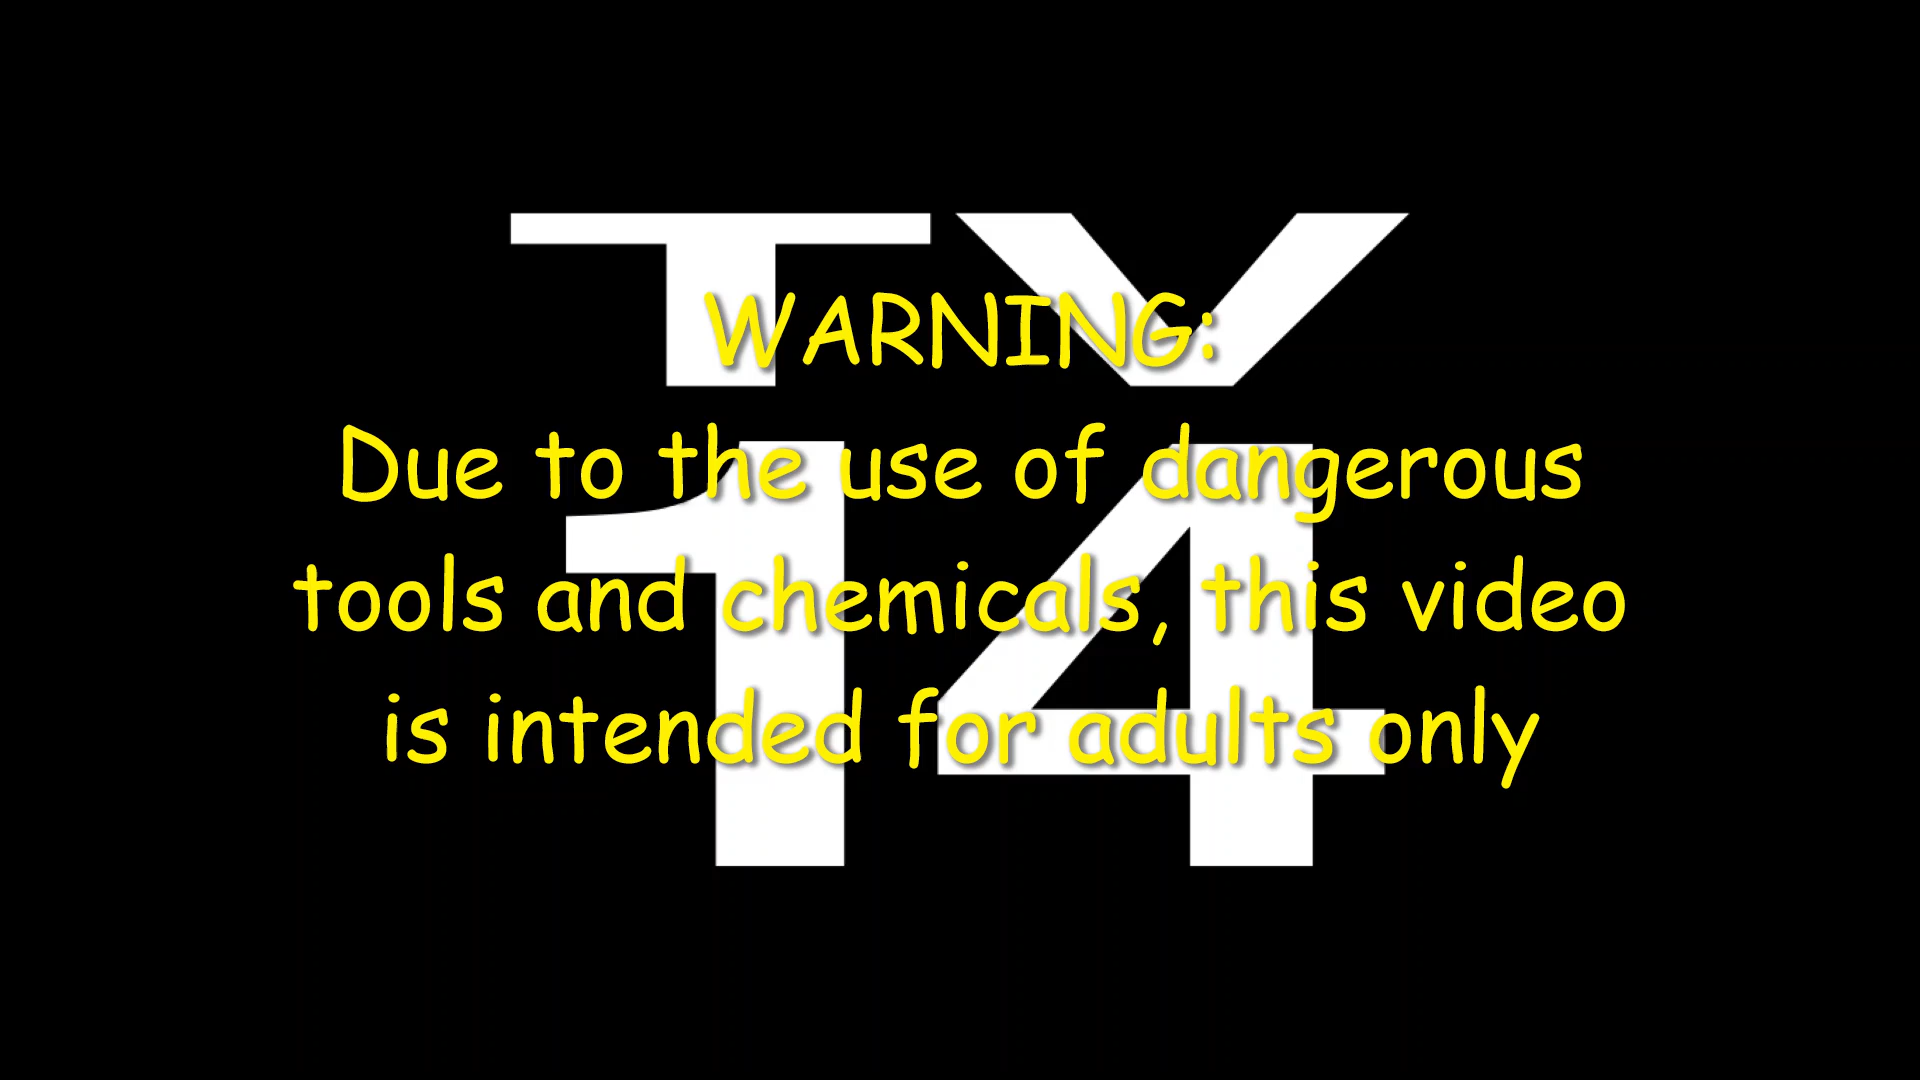 TV
14
WARNING:
Due to the use of dangerous
tools and chemicals, this video
is intended for adults only